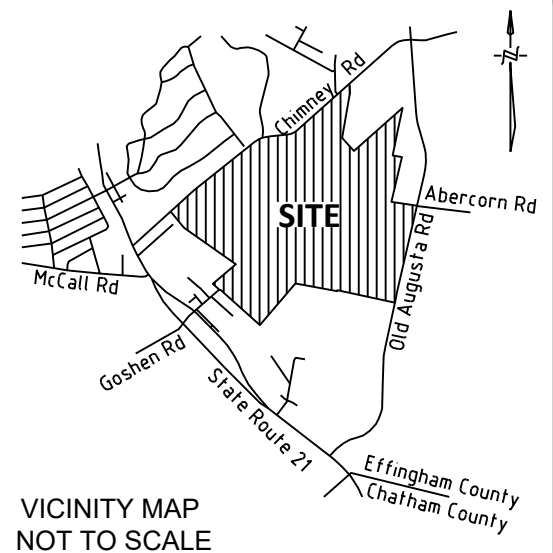 N
Chimney Rd
SITE
Abercorn Rd
Old Augusta Rd
McCall Rd
Goshen Rd
State Route 21
Effingham County
Chatham County
VICINITY MAP
NOT TO SCALE